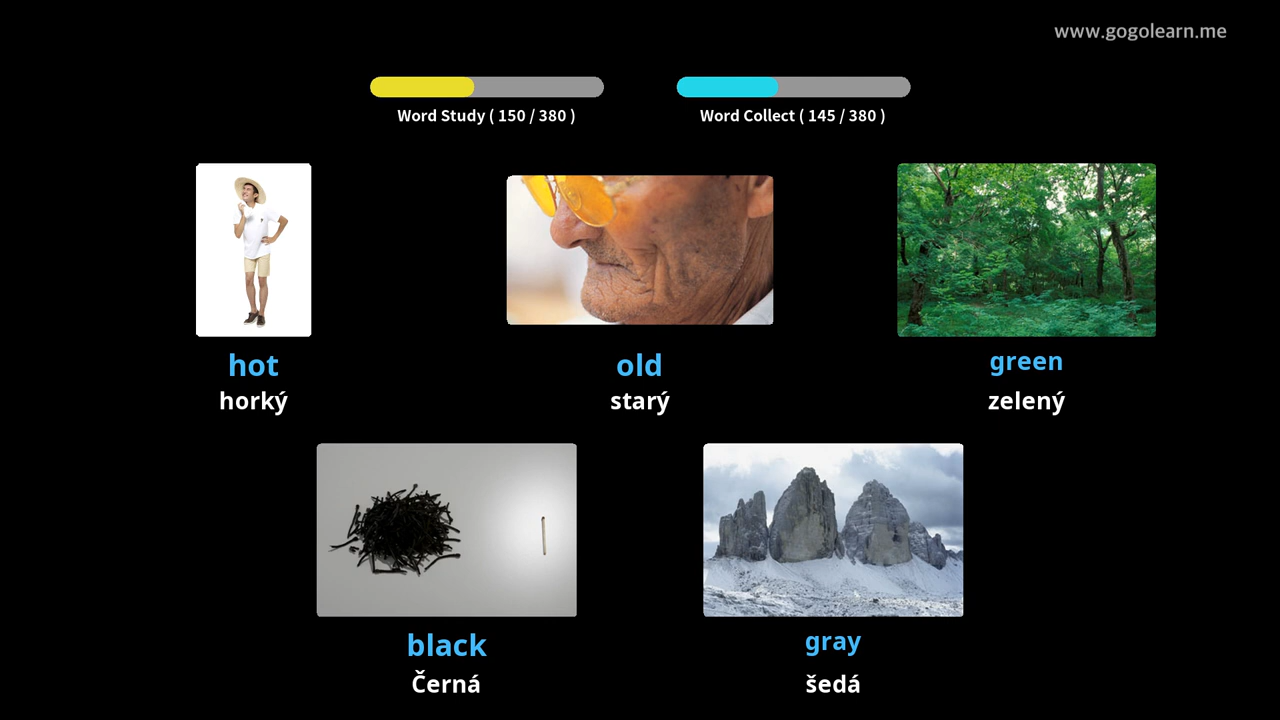 www.gogolearn.me
Word Study ( 150 / 380 )
Word Collect ( 145 / 380 )
hot
horký
old
starý
green
zelený
black
Černá
gray
šedá